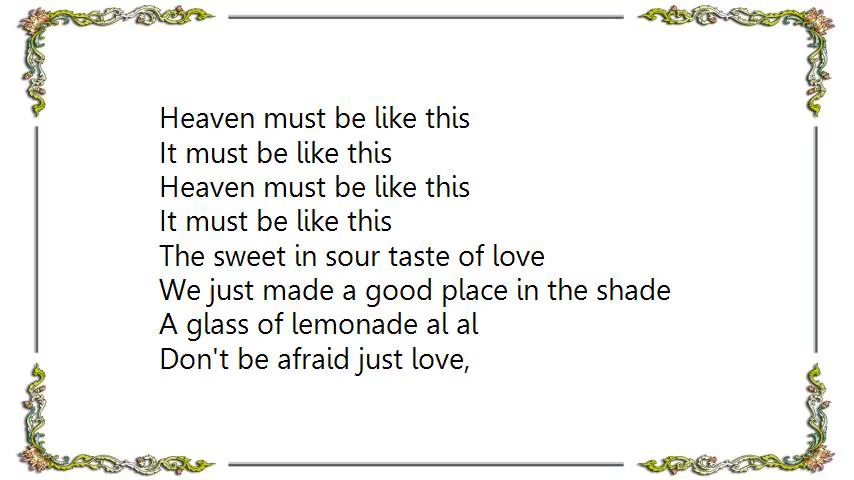 Heaven must be like this
It must be like this
Heaven must be like this
It must be like this
The sweet in sour taste of love
We just made a good place in the shade
A glass of lemonade al al
Don't be afraid just love,